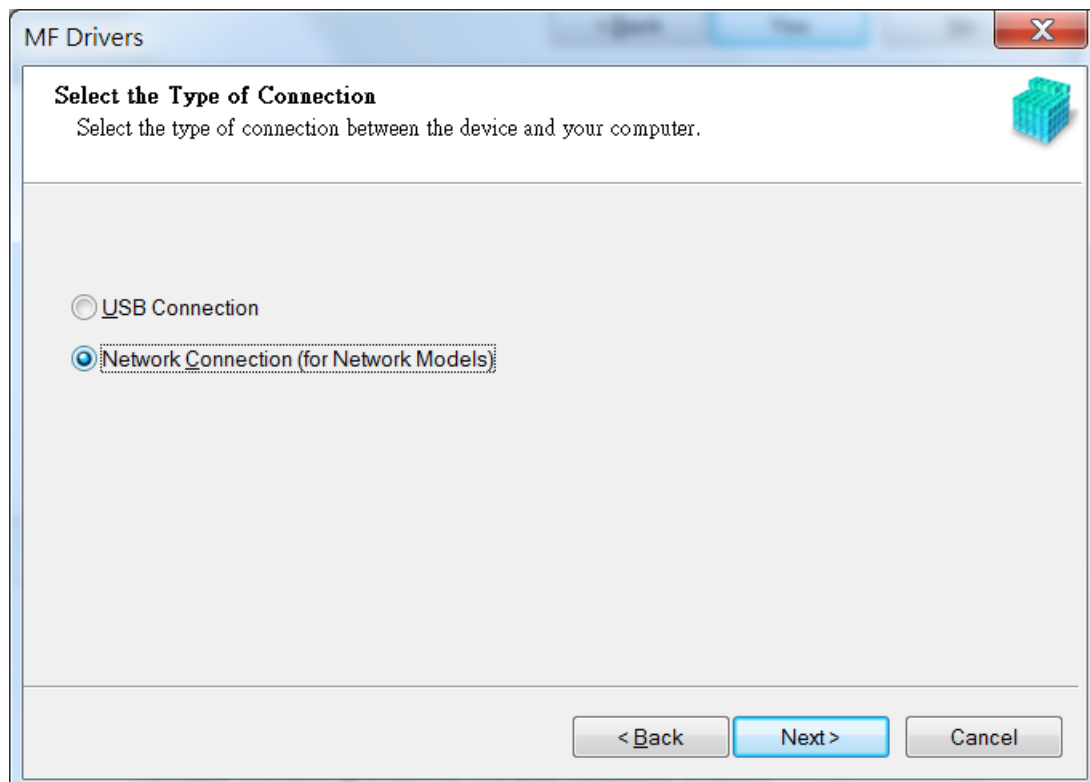 MF Drivers
Select the Type of Connection
Select the type of connection between the device and your computer.
USB Connection
Network Connection (for Network Models)
< Back
Next >
Cancel